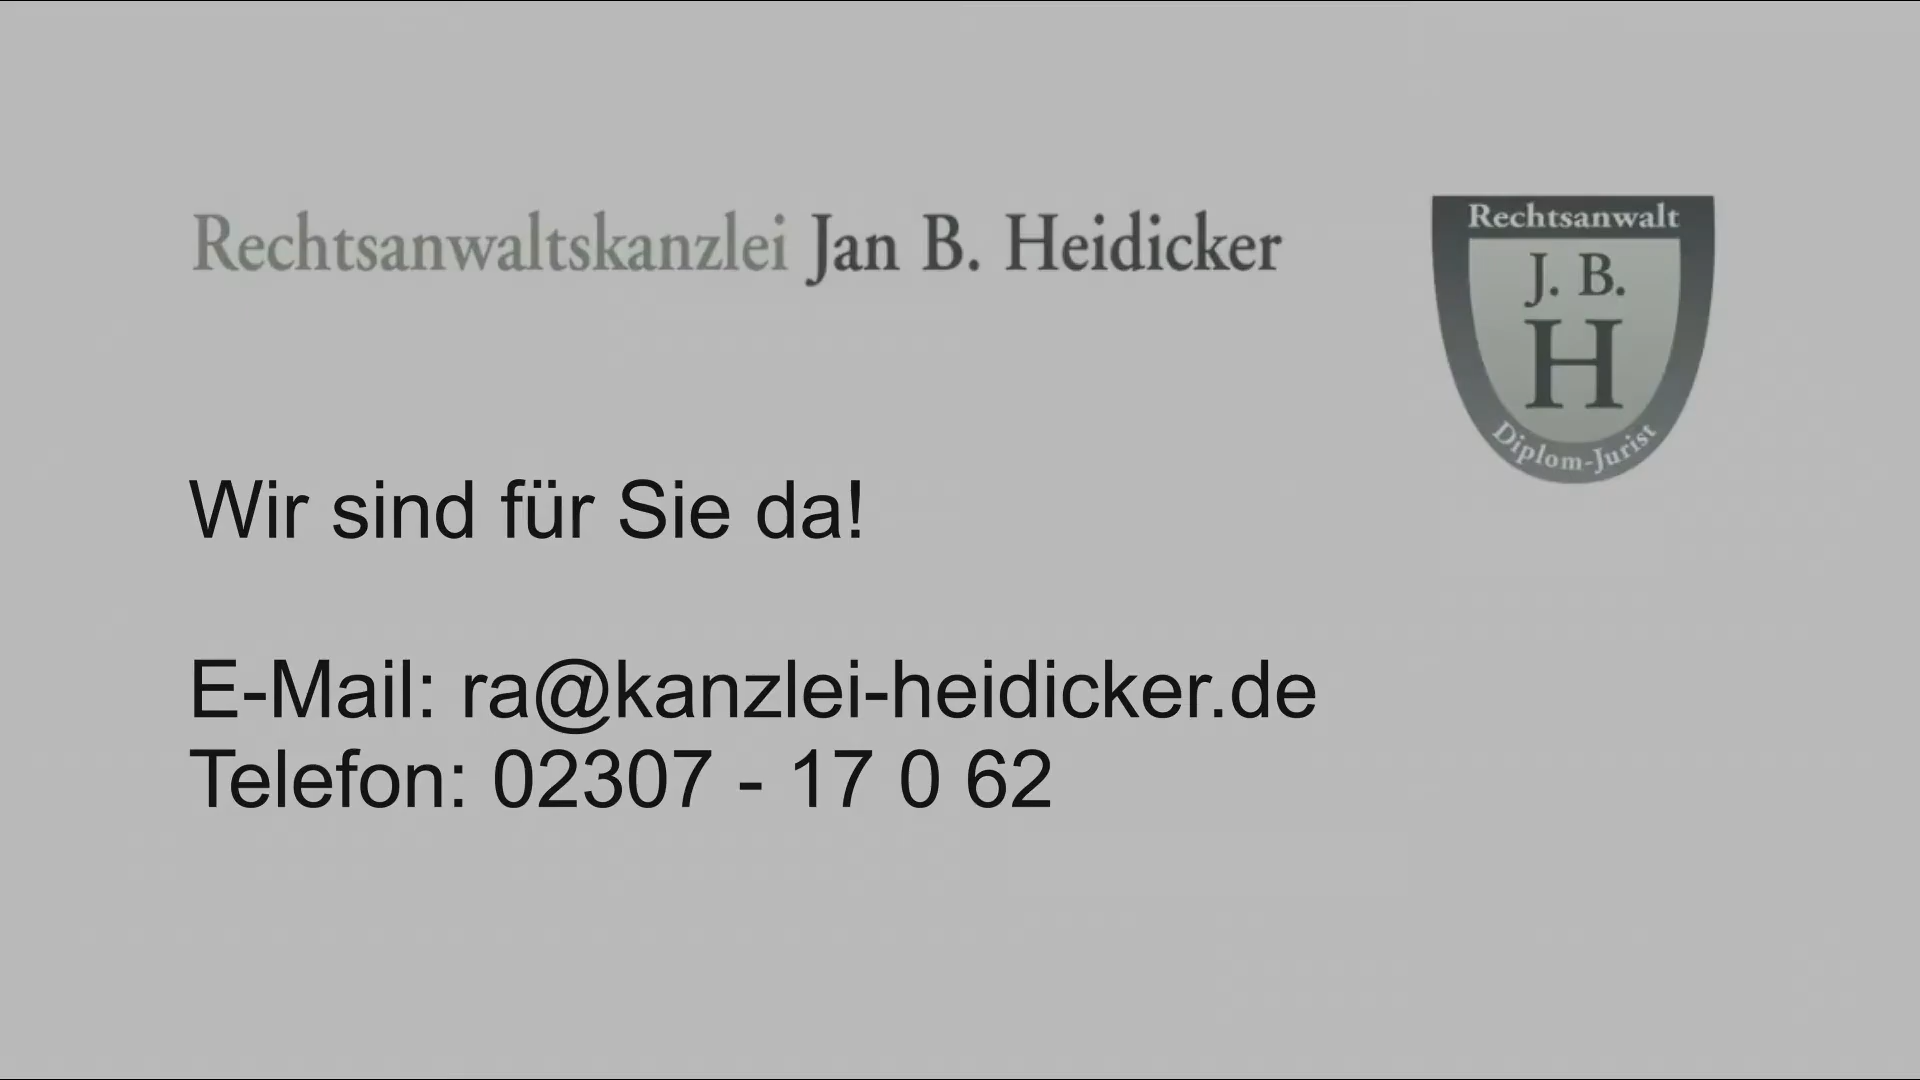 Rechtsanwaltskanzlei Jan B. Heidicker
Rechtsanwalt
J. B.
H
Diplom-Jurist
Wir sind für Sie da!
E-Mail: ra@kanzlei-heidicker.de
Telefon: 02307 - 17 0 62